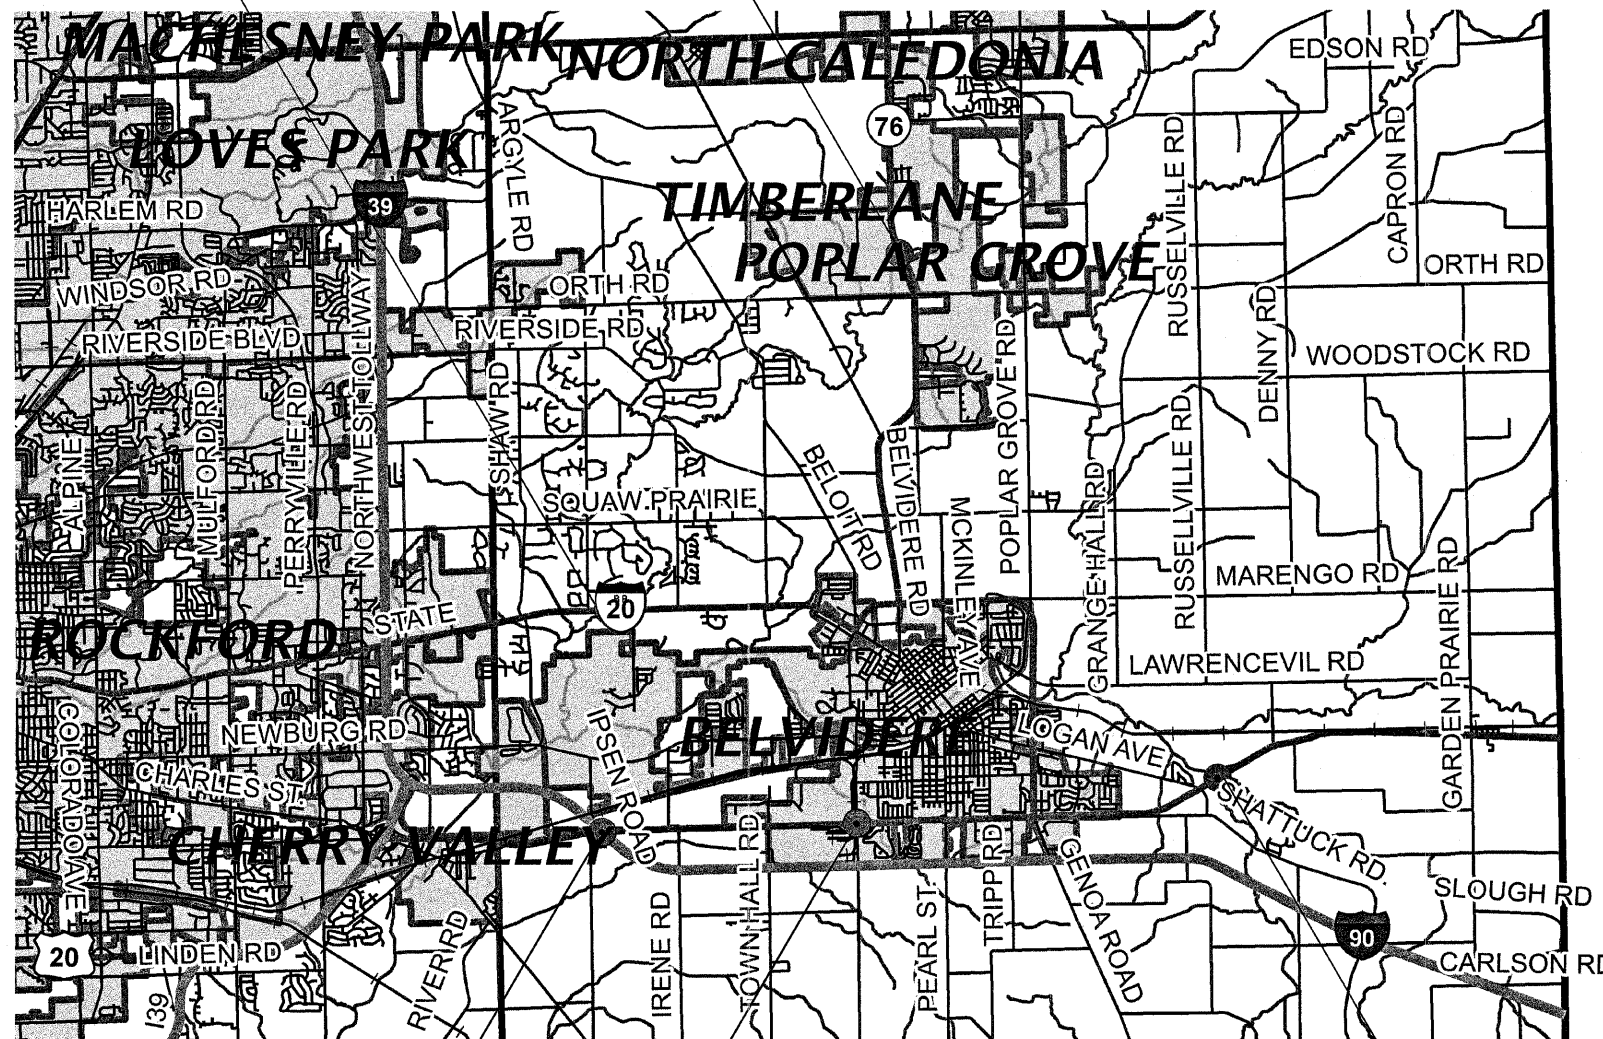 MACHESNEY PARK
NORTH CALEDONIA
EDSON RD
76
LOVES PARK
ARGYLE RD
RUSSELVILLE RD
CAPRON RD
39
HARLEM RD
TIMBERLANE
POPLAR GROVE
ORTH RD
WINDSOR RD
ORTH RD
RIVERSIDE RD
RIVERSIDE BLVD
NORTHWEST TOLLWAY
DENNY RD
WOODSTOCK RD
POPLAR GROVE RD
SHAW RD
MULFORD RD
PERRYVILLE RD
ALPINE
BELOIT RD
BELVIDERE RD
MCKINLEY AVE
GRANGE HALL RD
RUSSELLVILLE RD
SQUAW PRAIRIE
MARENGO RD
GARDEN PRAIRIE RD
20
STATE
ROCKFORD
LAWRENCEVIL RD
COLORADO AVE
NEWBURG RD
IPSEN ROAD
BELVIDERE
LOGAN AVE
CHARLES ST.
SHATTUCK RD.
CHERRY VALLEY
TOWN HALL RD
TRIPP RD
GENOA ROAD
SLOUGH RD
PEARL ST.
IRENE RD
RIVER RD
20
LINDEN RD
90
CARLSON RD
I39